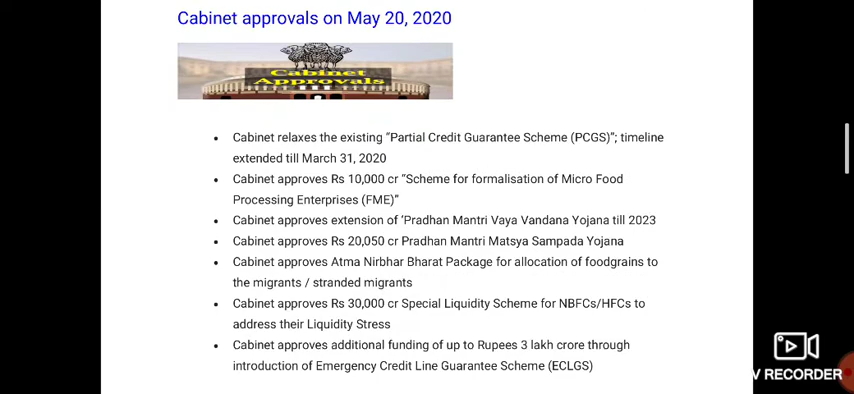 Cabinet approvals on May 20, 2020
Cabinet
Approvals
• Cabinet relaxes the existing “Partial Credit Guarantee Scheme (PCGS)”; timeline
extended till March 31, 2020
• Cabinet approves Rs 10,000 cr “Scheme for formalisation of Micro Food
Processing Enterprises (FME)”
• Cabinet approves extension of ‘Pradhan Mantri Vaya Vandana Yojana till 2023
• Cabinet approves Rs 20,050 cr Pradhan Mantri Matsya Sampada Yojana
• Cabinet approves Atma Nirbhar Bharat Package for allocation of foodgrains to
the migrants / stranded migrants
• Cabinet approves Rs 30,000 cr Special Liquidity Scheme for NBFCs/HFCs to
address their Liquidity Stress
• Cabinet approves additional funding of up to Rupees 3 lakh crore through
introduction of Emergency Credit Line Guarantee Scheme (ECLGS)
V RECORDER